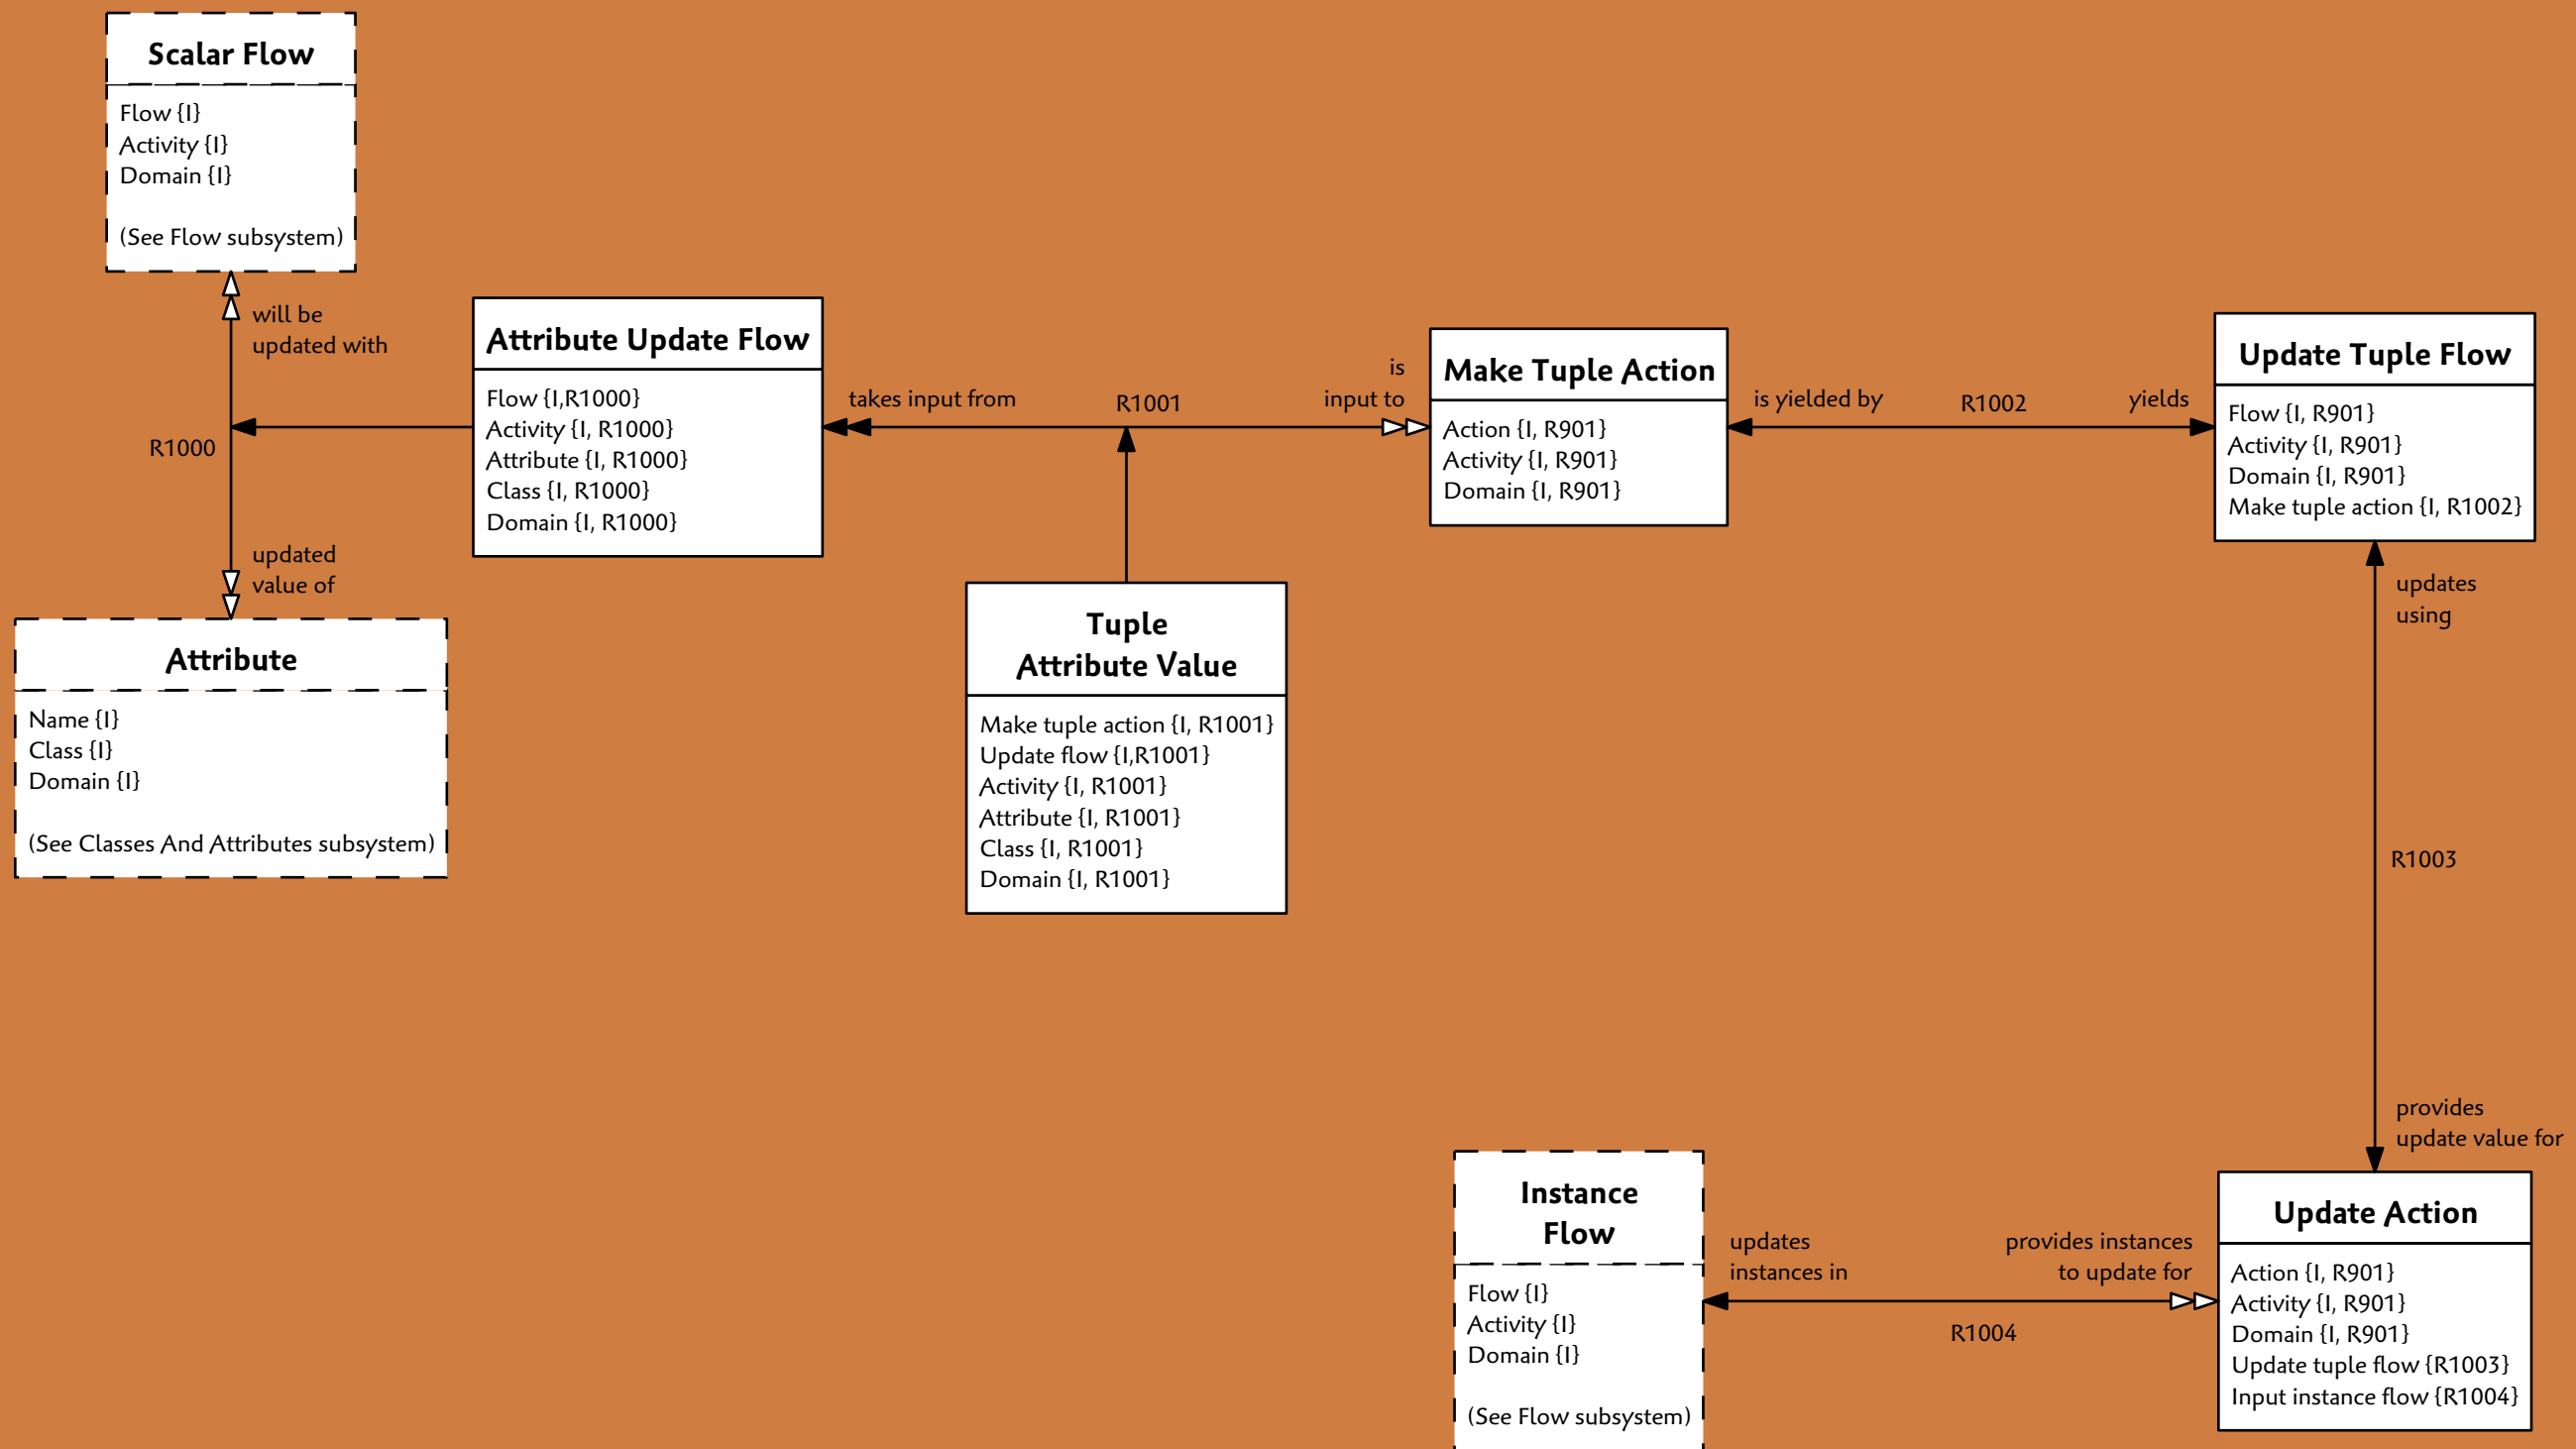 Scalar Flow
Flow {I}
Activity {I}
Domain {I}
(See Flow subsystem)
will be
updated with
R1000
updated
value of
Attribute
Name {I}
Class {I}
Domain {I}
(See Classes And Attributes subsystem)
Attribute Update Flow
Flow {I,R1000}
Activity {I, R1000}
Attribute {I, R1000}
Class {I, R1000}
Domain {I, R1000}
takes input from
R1001
is
input to
Tuple
Attribute Value
Make tuple action {I, R1001}
Update flow {I,R1001}
Activity {I, R1001}
Attribute {I, R1001}
Class {I, R1001}
Domain {I, R1001}
Make Tuple Action
Action {I, R901}
Activity {I, R901}
Domain {I, R901}
is yielded by
R1002
yields
Update Tuple Flow
Flow {I, R901}
Activity {I, R901}
Domain {I, R901}
Make tuple action {I, R1002}
updates
using
R1003
provides
update value for
Instance
Flow
Flow {I}
Activity {I}
Domain {I}
(See Flow subsystem)
updates
instances in
provides instances
to update for
R1004
Update Action
Action {I, R901}
Activity {I, R901}
Domain {I, R901}
Update tuple flow {R1003}
Input instance flow {R1004}